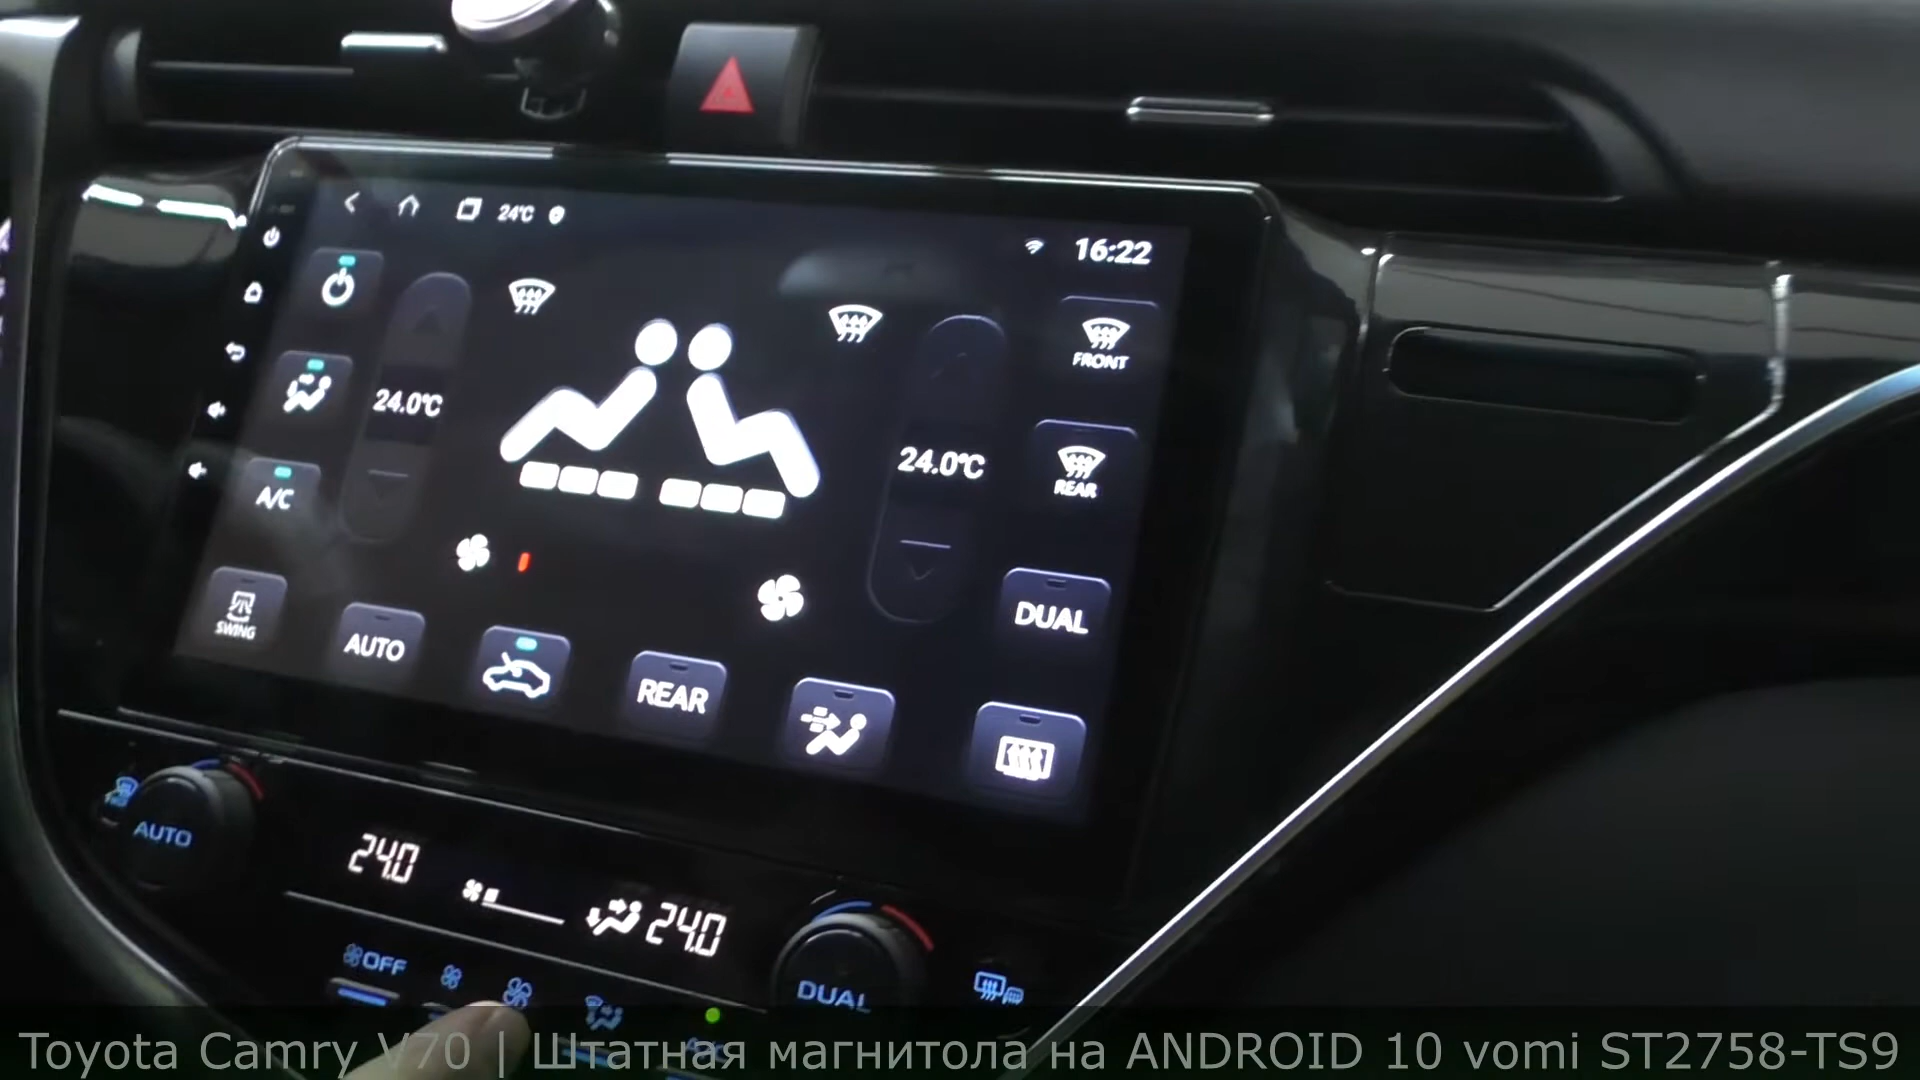 24°C
16:22
FRONT
24.0°C
24.0°C
REAR
A/C
SWING
AUTO
REAR
DUAL
AUTO
24.0
24.0
OFF
DUAL
Toyota Camry V70 | Штатная магнитола на ANDROID 10 vomi ST2758-TS9